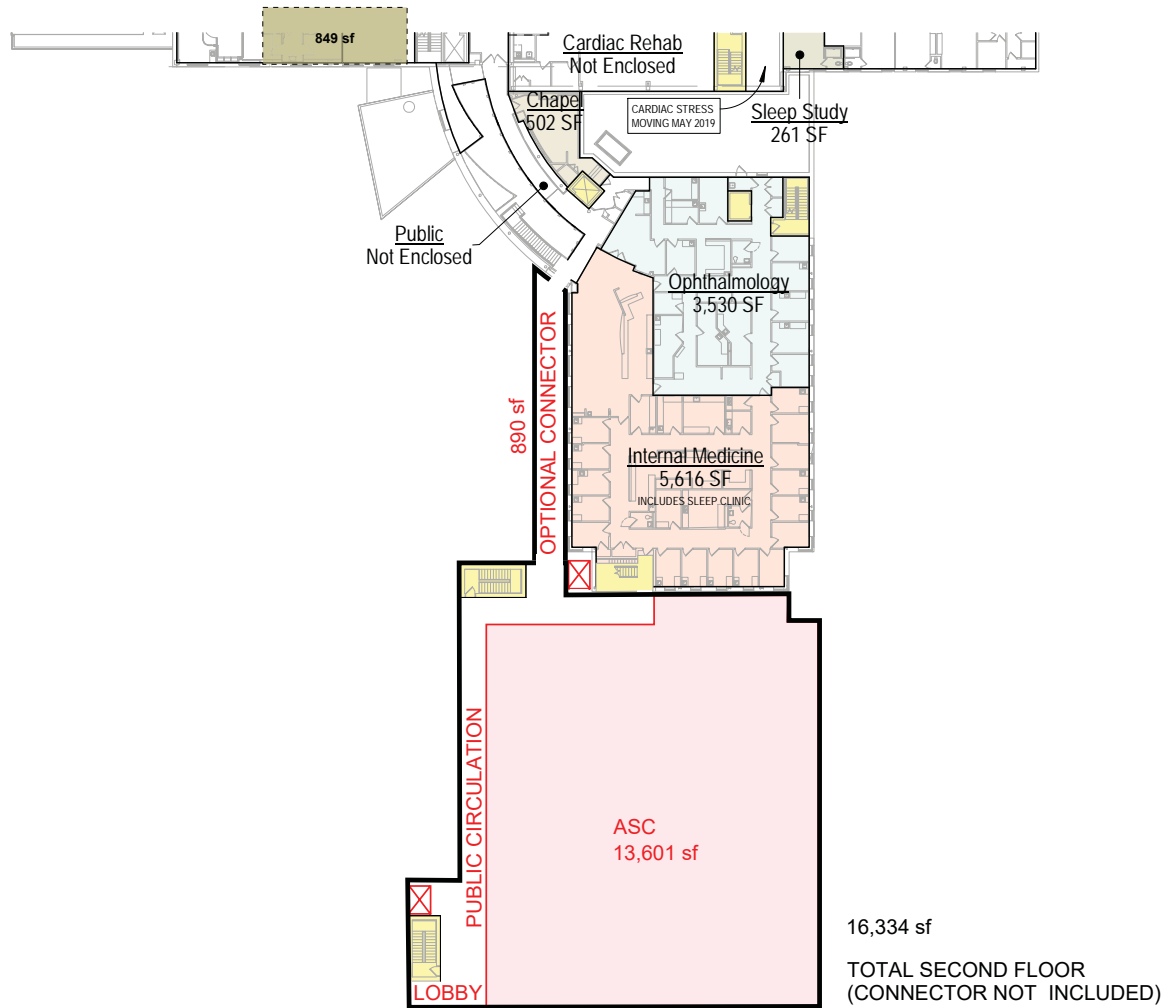 849 sf
Cardiac Rehab
Not Enclosed
Chapel
502 SF
CARDIAC STRESS
MOVING MAY 2019
Sleep Study
261 SF
Public
Not Enclosed
Ophthalmology
3,530 SF
890 sf
OPTIONAL CONNECTOR
Internal Medicine
5,616 SF
INCLUDES SLEEP CLINIC
PUBLIC CIRCULATION
ASC
13,601 sf
LOBBY
16,334 sf
TOTAL SECOND FLOOR
(CONNECTOR NOT INCLUDED)